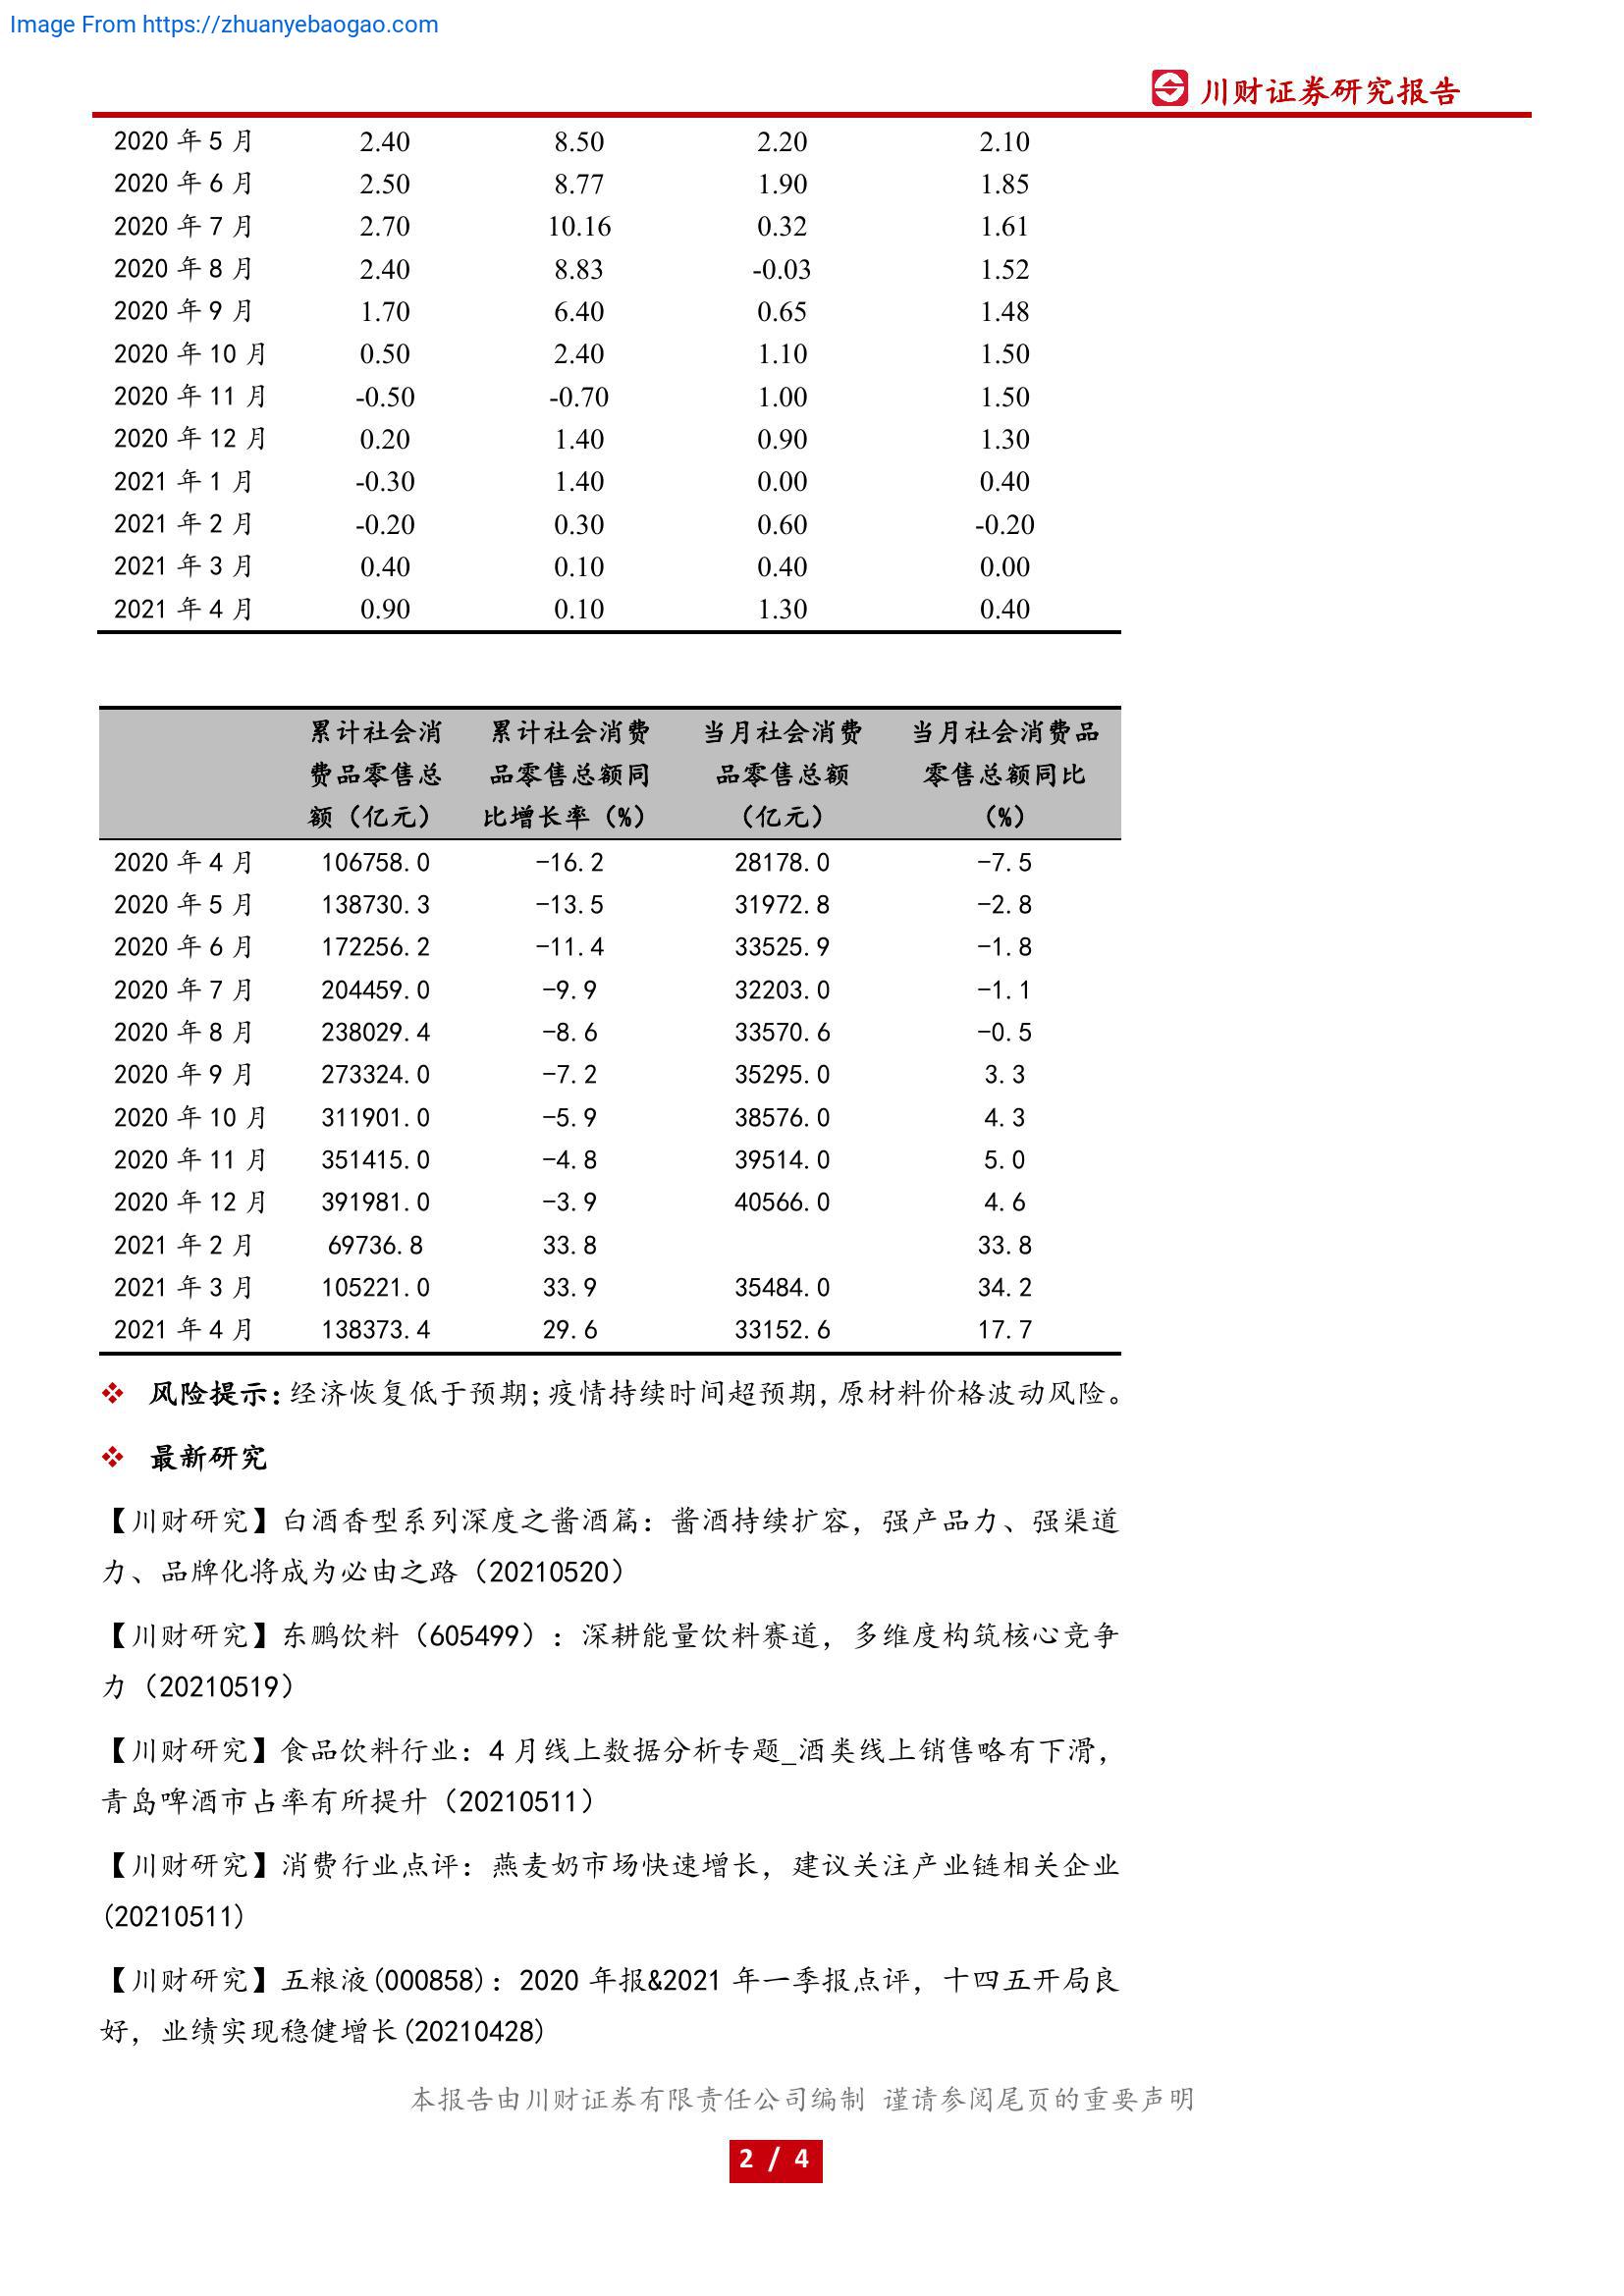 Image From https://zhuanyebaogao.com
川财证券研究报告
2020 年 5 月 2.40 8.50 2.20 2.10
2020 年 6 月 2.50 8.77 1.90 1.85
2020 年 7 月 2.70 10.16 0.32 1.61
2020 年 8 月 2.40 8.83 -0.03 1.52
2020 年 9 月 1.70 6.40 0.65 1.48
2020 年 10 月 0.50 2.40 1.10 1.50
2020 年 11 月 -0.50 -0.70 1.00 1.50
2020 年 12 月 0.20 1.40 0.90 1.30
2021 年 1 月 -0.30 1.40 0.00 0.40
2021 年 2 月 -0.20 0.30 0.60 -0.20
2021 年 3 月 0.40 0.10 0.40 0.00
2021 年 4 月 0.90 0.10 1.30 0.40
累计社会消 累计社会消费 当月社会消费 当月社会消费品
费品零售总 品零售总额同 品零售总额 零售总额同比
额（亿元） 比增长率（%） （亿元） （%）
2020 年 4 月 106758.0 -16.2 28178.0 -7.5
2020 年 5 月 138730.3 -13.5 31972.8 -2.8
2020 年 6 月 172256.2 -11.4 33525.9 -1.8
2020 年 7 月 204459.0 -9.9 32203.0 -1.1
2020 年 8 月 238029.4 -8.6 33570.6 -0.5
2020 年 9 月 273324.0 -7.2 35295.0 3.3
2020 年 10 月 311901.0 -5.9 38576.0 4.3
2020 年 11 月 351415.0 -4.8 39514.0 5.0
2020 年 12 月 391981.0 -3.9 40566.0 4.6
2021 年 2 月 69736.8 33.8 33.8
2021 年 3 月 105221.0 33.9 35484.0 34.2
2021 年 4 月 138373.4 29.6 33152.6 17.7
❖ 风险提示：经济恢复低于预期；疫情持续时间超预期，原材料价格波动风险。
❖ 最新研究
【川财研究】白酒香型系列深度之酱酒篇：酱酒持续扩容，强产品力、强渠道
力、品牌化将成为必由之路（20210520）
【川财研究】东鹏饮料（605499）：深耕能量饮料赛道，多维度构筑核心竞争
力（20210519）
【川财研究】食品饮料行业：4 月线上数据分析专题_酒类线上销售略有下滑，
青岛啤酒市占率有所提升（20210511）
【川财研究】消费行业点评：燕麦奶市场快速增长，建议关注产业链相关企业
(20210511)
【川财研究】五粮液(000858)：2020 年报&2021 年一季报点评，十四五开局良
好，业绩实现稳健增长(20210428)
本报告由川财证券有限责任公司编制 谨请参阅尾页的重要声明
2 / 4